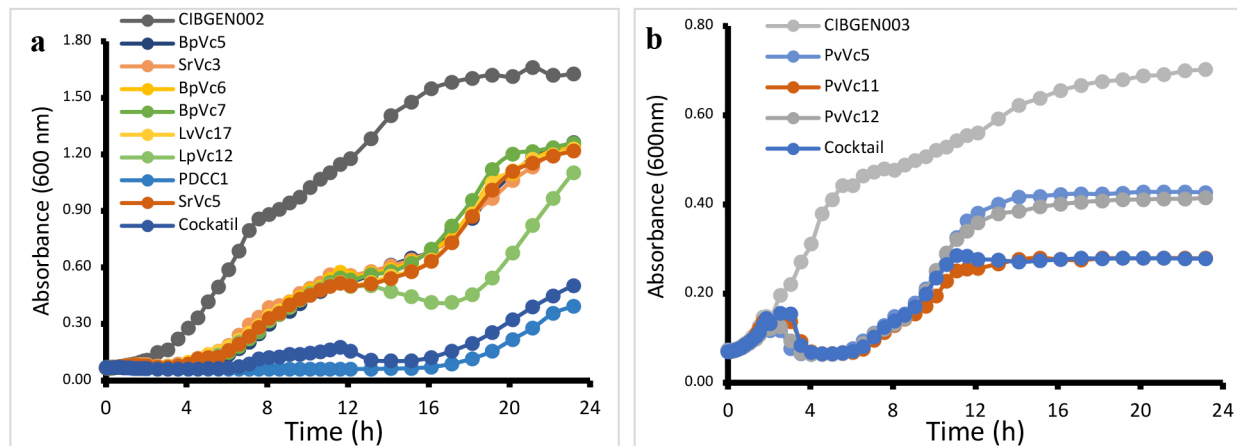 a
CIBGEN002
BpVc5
SrVc3
BpVc6
BpVc7
LvVc17
LpVc12
PDCC1
SrVc5
Cockatil
Absorbance (600 nm)
1.80
1.50
1.20
0.90
0.60
0.30
0.00
0 4 8 12 16 20 24
Time (h)
b
CIBGEN003
PvVc5
PvVc11
PvVc12
Cocktail
Absorbance (600nm)
0.80
0.60
0.40
0.20
0.00
0 4 8 12 16 20 24
Time (h)